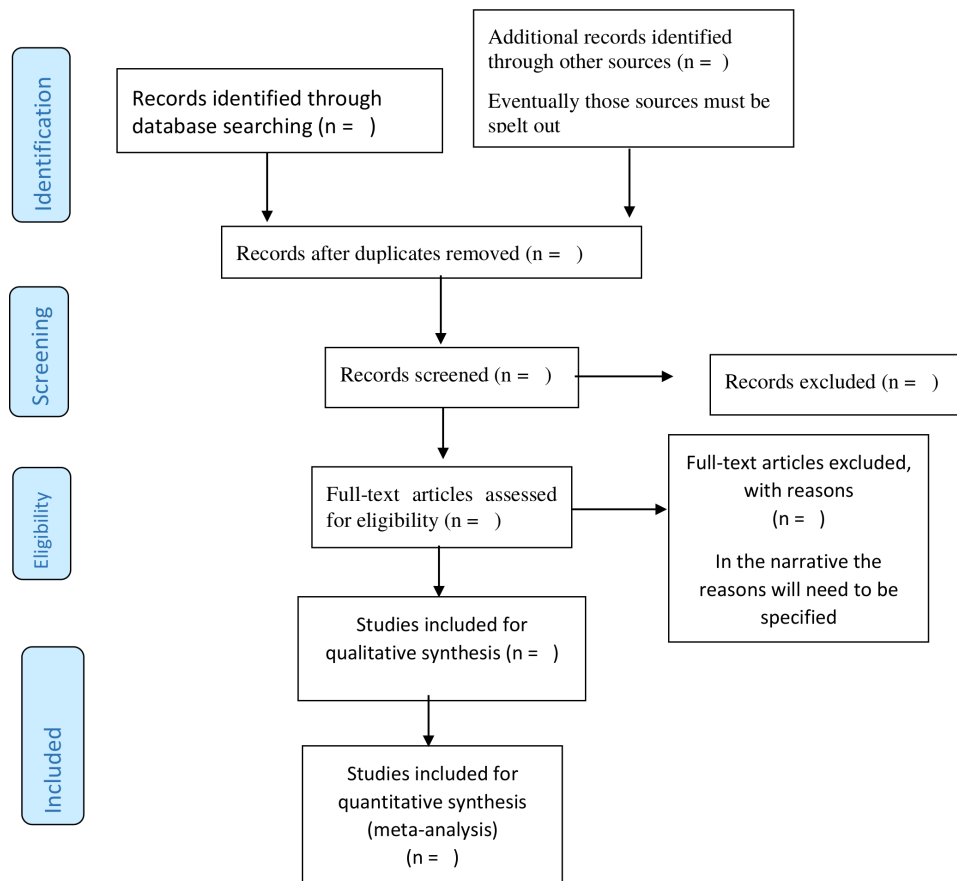 Identification
Records identified through
database searching (n =   )
Additional records identified
through other sources (n =   )
Eventually those sources must be
spelt out
Records after duplicates removed (n =   )
Screening
Records screened (n =   )
Records excluded (n =   )
Eligibility
Full-text articles assessed
for eligibility (n =   )
Full-text articles excluded,
with reasons
(n =   )
In the narrative the
reasons will need to be
specified
Studies included for
qualitative synthesis (n =   )
Included
Studies included for
quantitative synthesis
(meta-analysis)
(n =   )